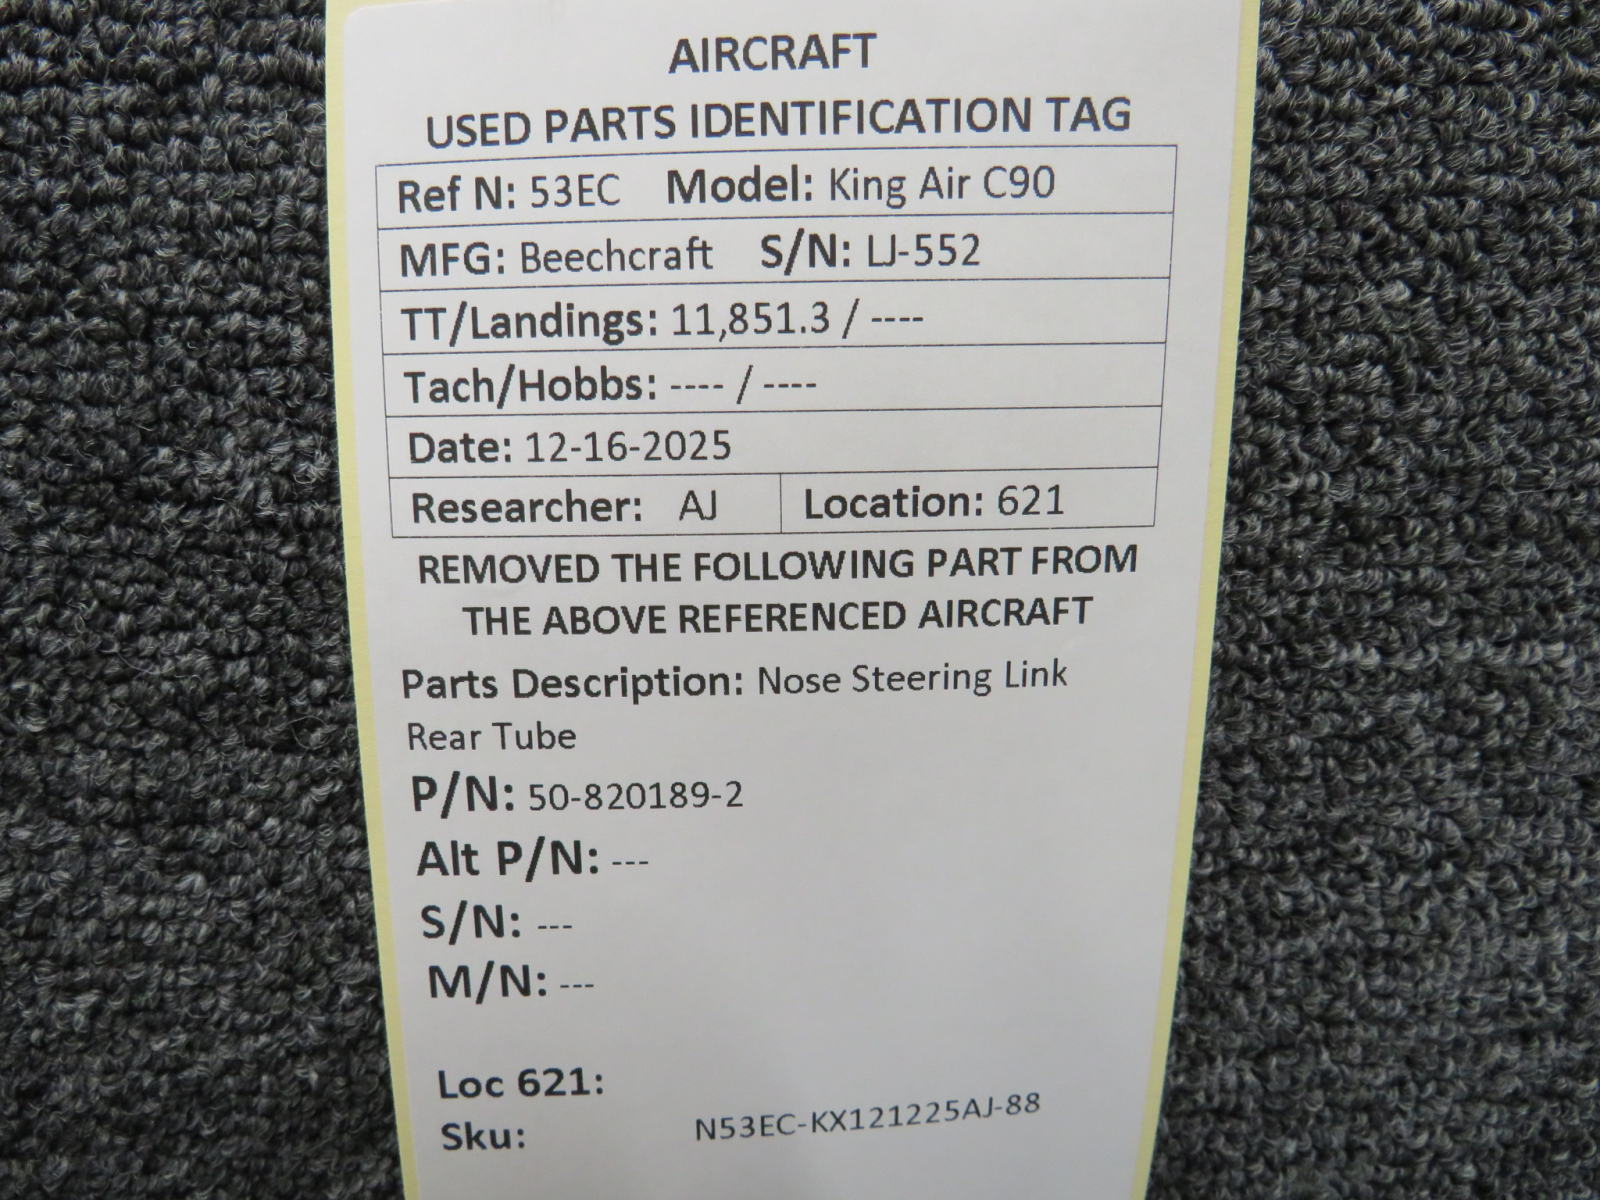 AIRCRAFT
USED PARTS IDENTIFICATION TAG
Ref N: 53EC Model: King Air C90
MFG: Beechcraft S/N: LJ-552
TT/Landings: 11,851.3 / ----
Tach/Hobbs: ---- / ----
Date: 12-16-2025
Researcher: AJ Location: 621
REMOVED THE FOLLOWING PART FROM
THE ABOVE REFERENCED AIRCRAFT
Parts Description: Nose Steering Link
Rear Tube
P/N: 50-820189-2
Alt P/N: ---
S/N: ---
M/N: ---
Loc 621:
Sku: N53EC-KX121225AJ-88